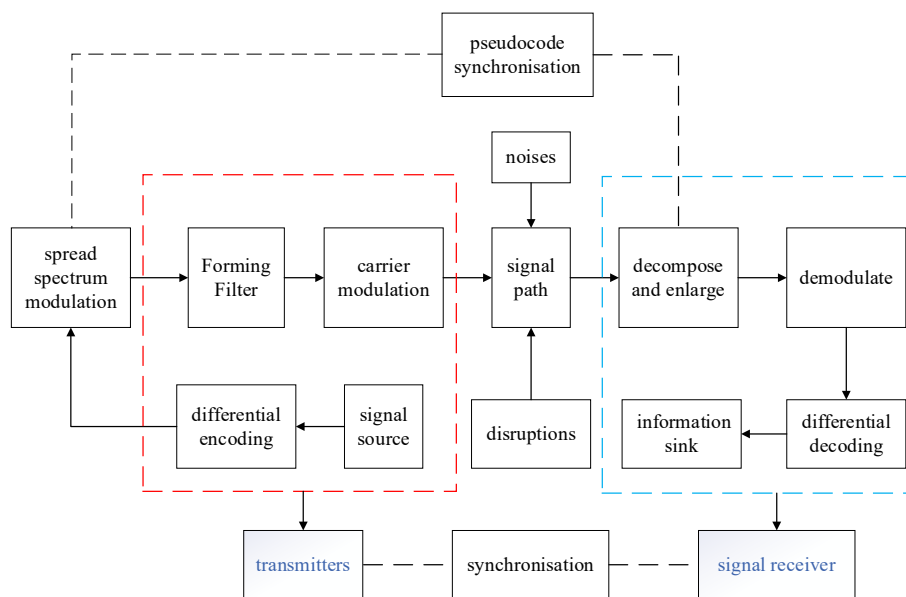 pseudocode
synchronisation
noises
spread
spectrum
modulation
Forming
Filter
carrier
modulation
signal
path
decompose
and enlarge
demodulate
differential
encoding
signal
source
disruptions
information
sink
differential
decoding
transmitters
synchronisation
signal receiver